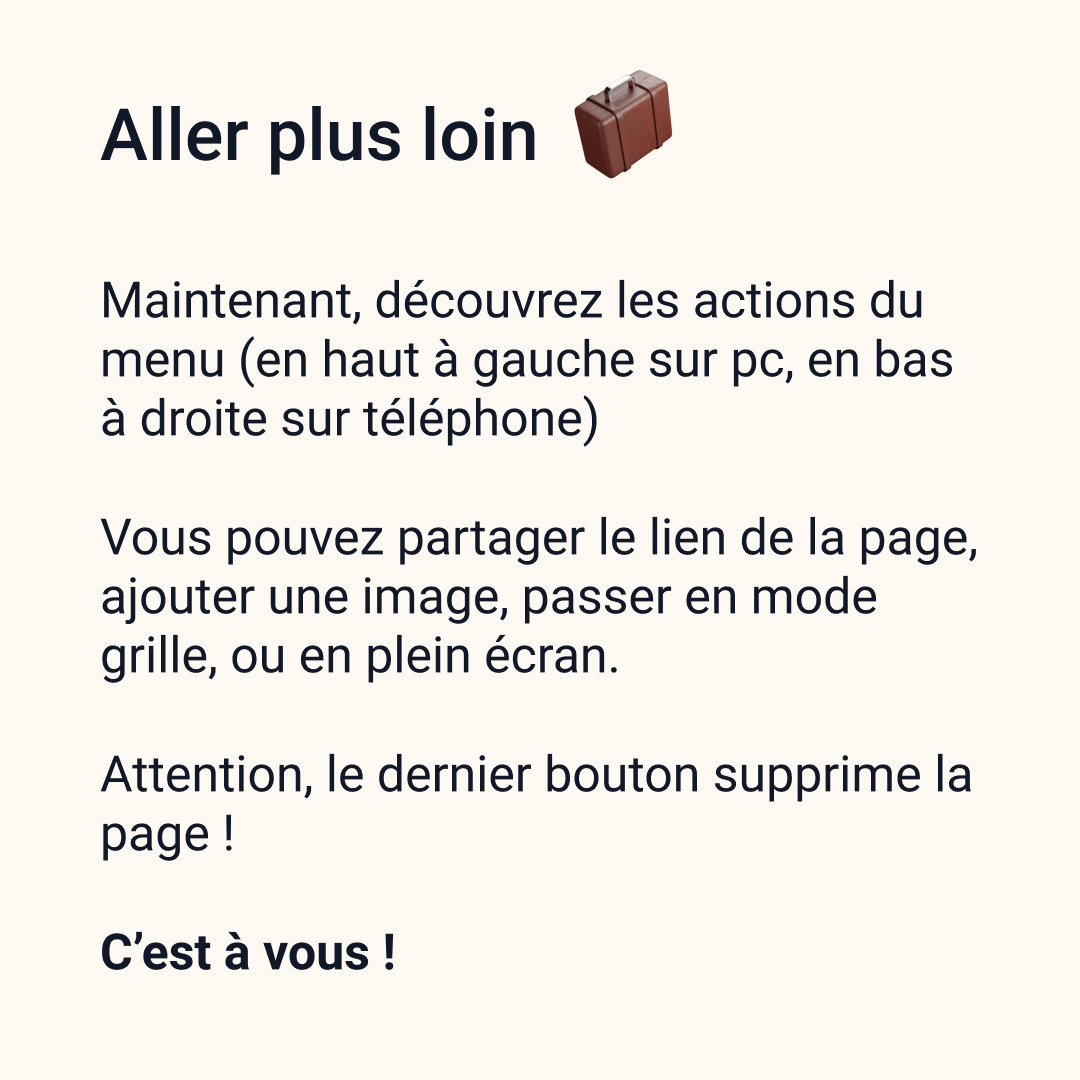 Aller plus loin
Maintenant, découvrez les actions du
menu (en haut à gauche sur pc, en bas
à droite sur téléphone)
Vous pouvez partager le lien de la page,
ajouter une image, passer en mode
grille, ou en plein écran.
Attention, le dernier bouton supprime la
page !
C’est à vous !